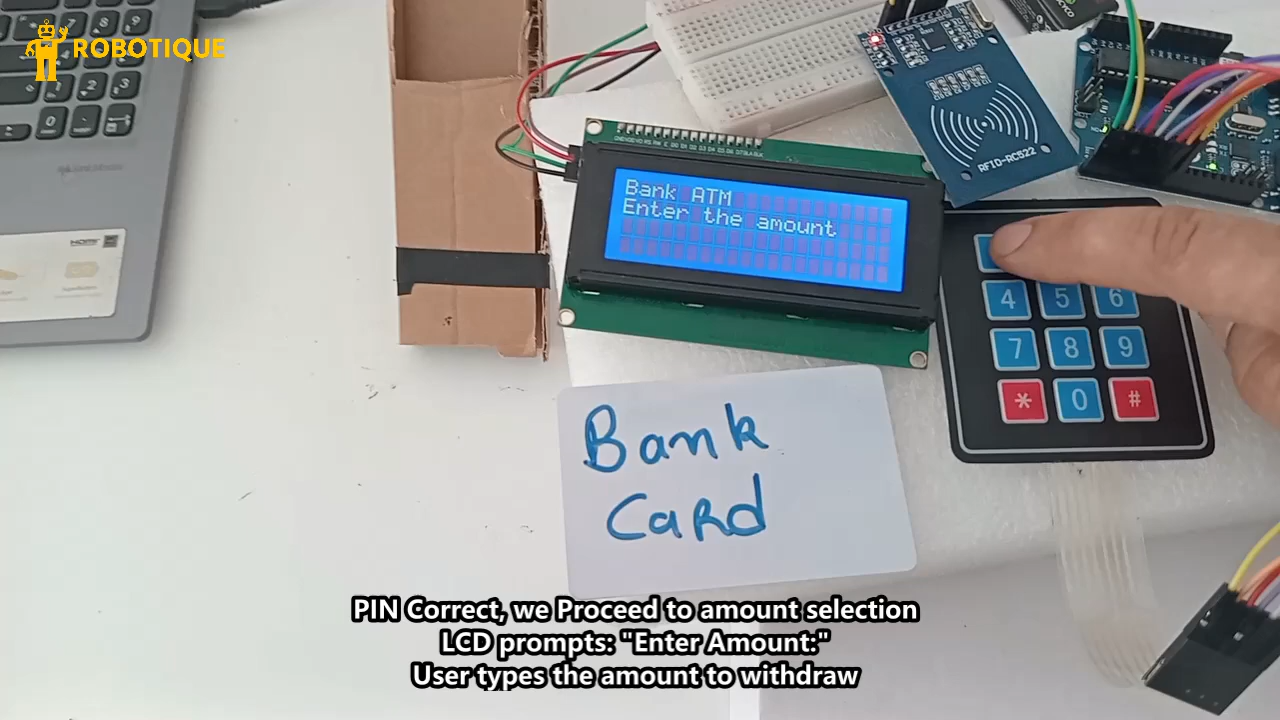 ROBOTIQUE
HDMI
RFID-RC522
Bank ATM
Enter the amount
4 5 6
7 8 9
* 0 #
Bank
Card
PIN Correct, we Proceed to amount selection
LCD prompts: "Enter Amount:"
User types the amount to withdraw